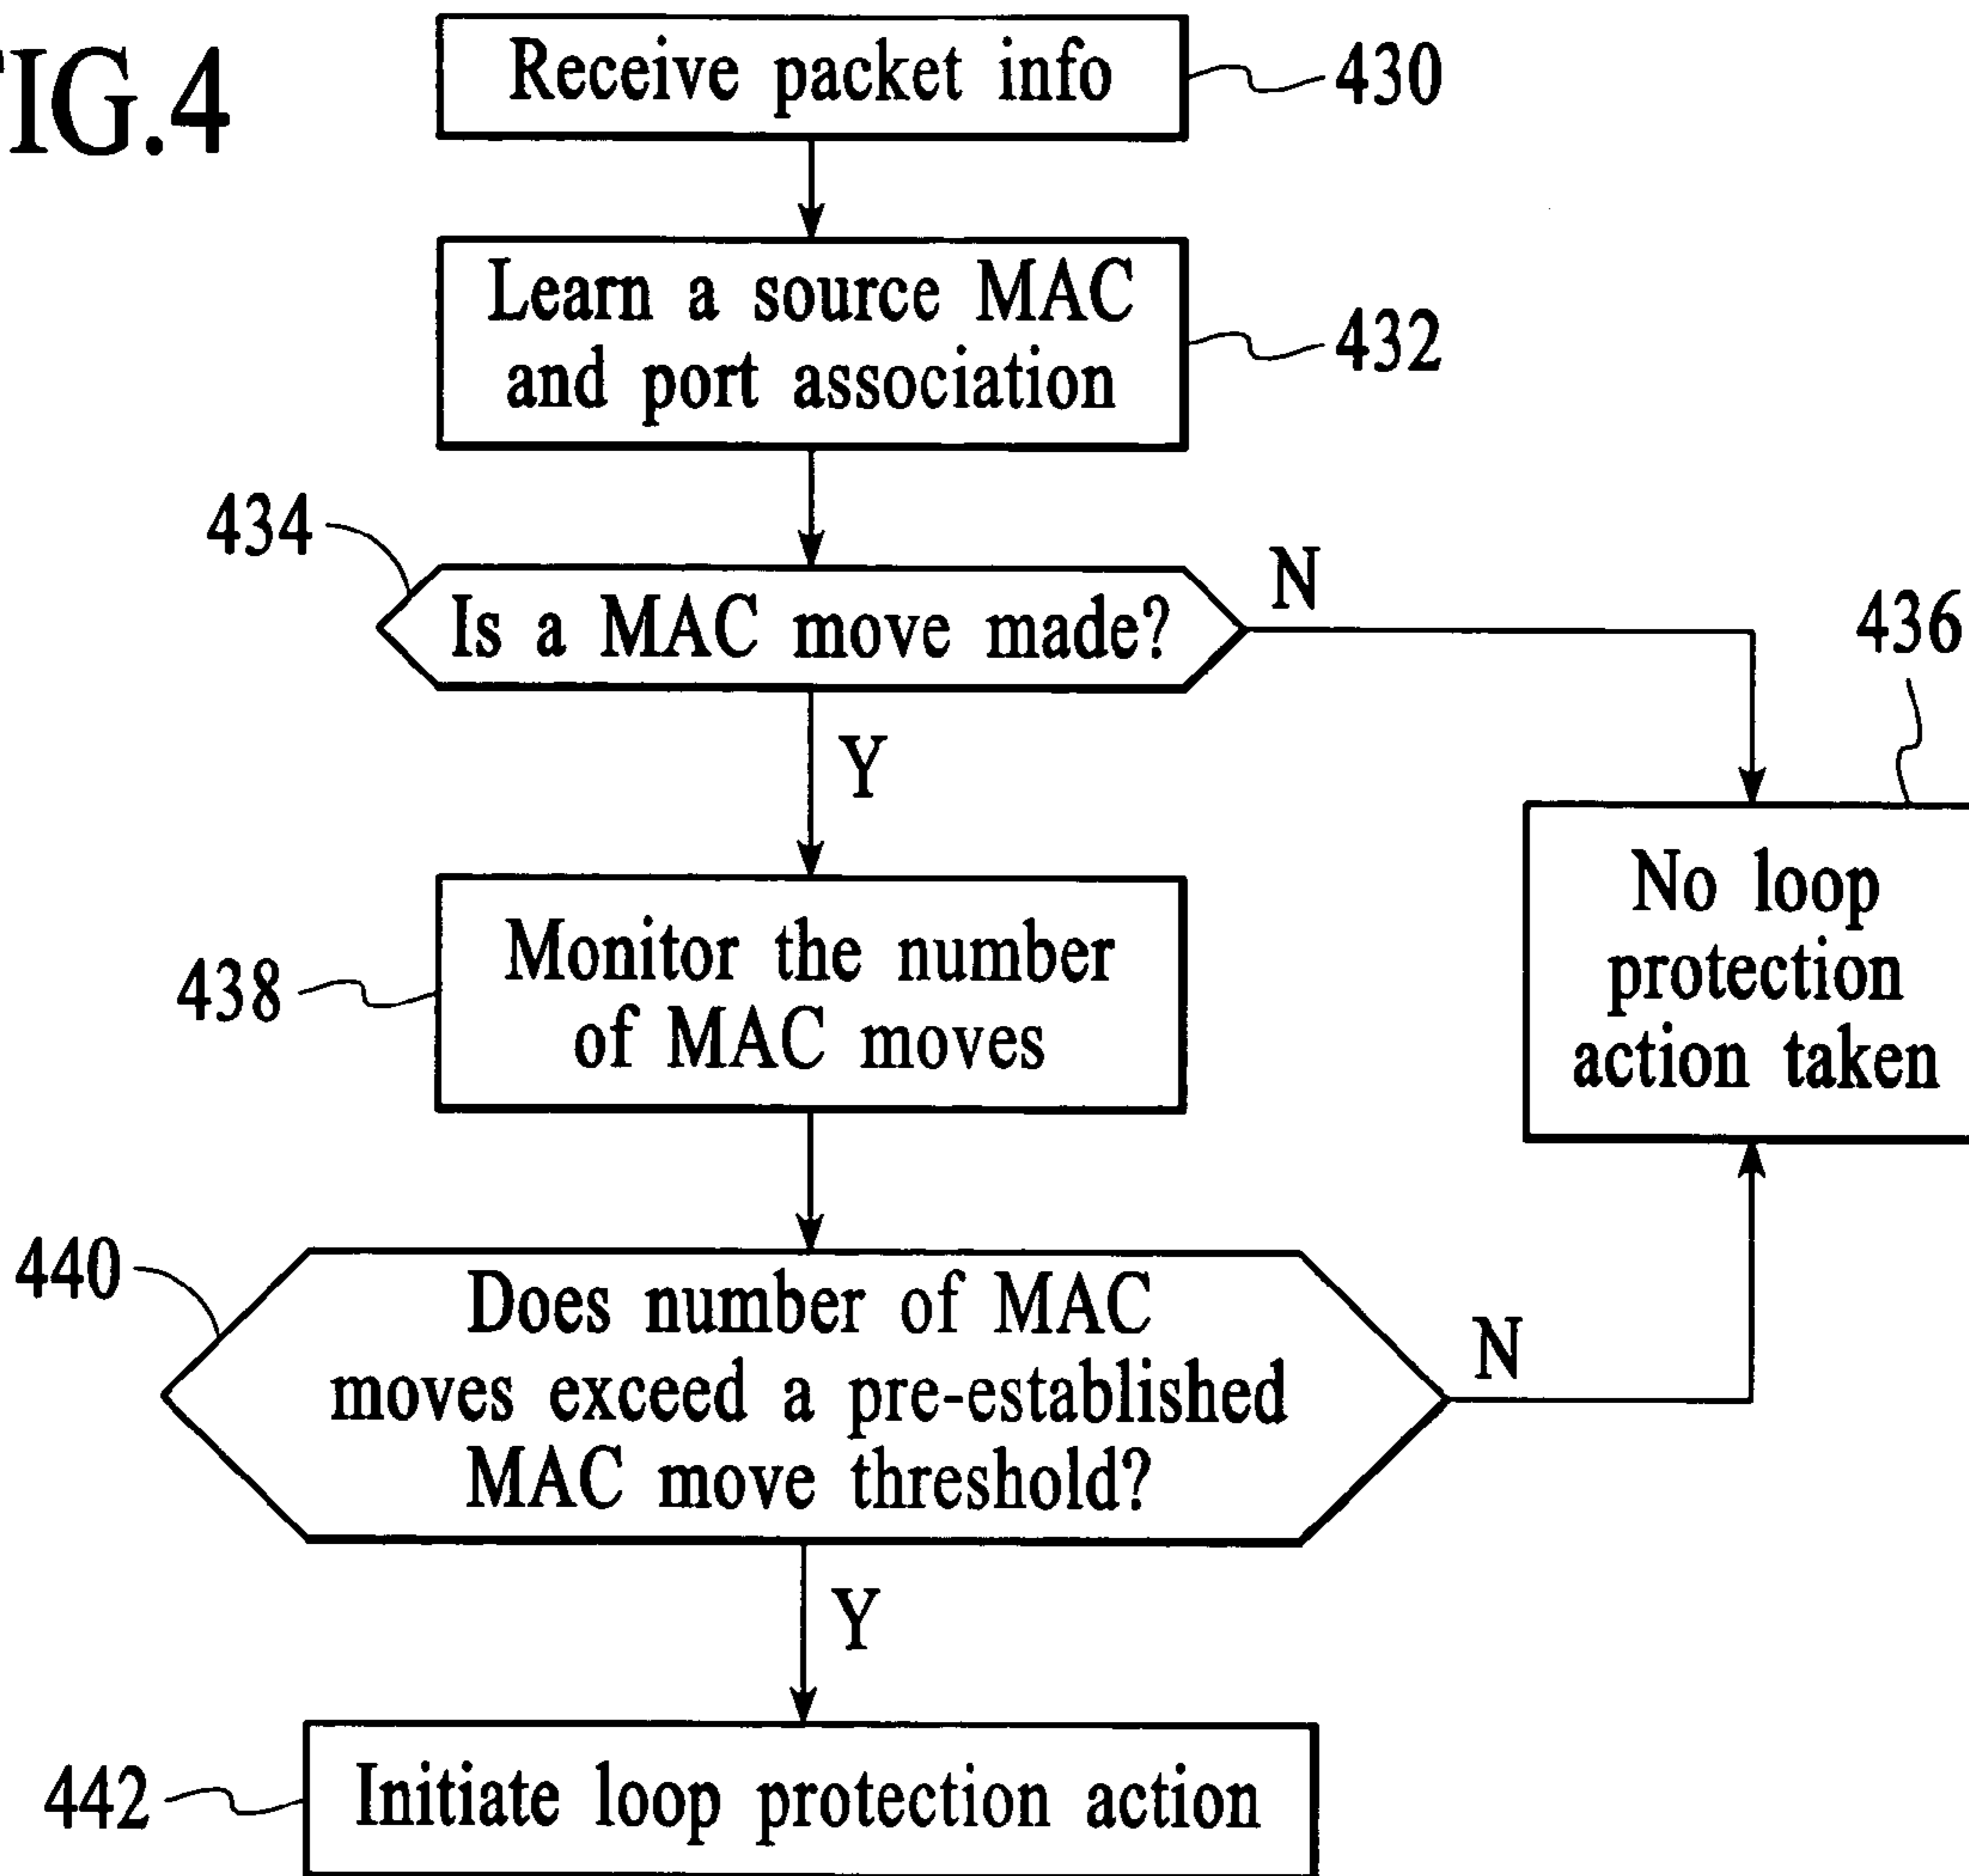 FIG.4
Receive packet info
430
Learn a source MAC
and port association
432
434
Is a MAC move made?
N
436
Y
No loop
protection
action taken
438
Monitor the number
of MAC moves
440
Does number of MAC
moves exceed a pre-established
MAC move threshold?
N
Y
442
Initiate loop protection action